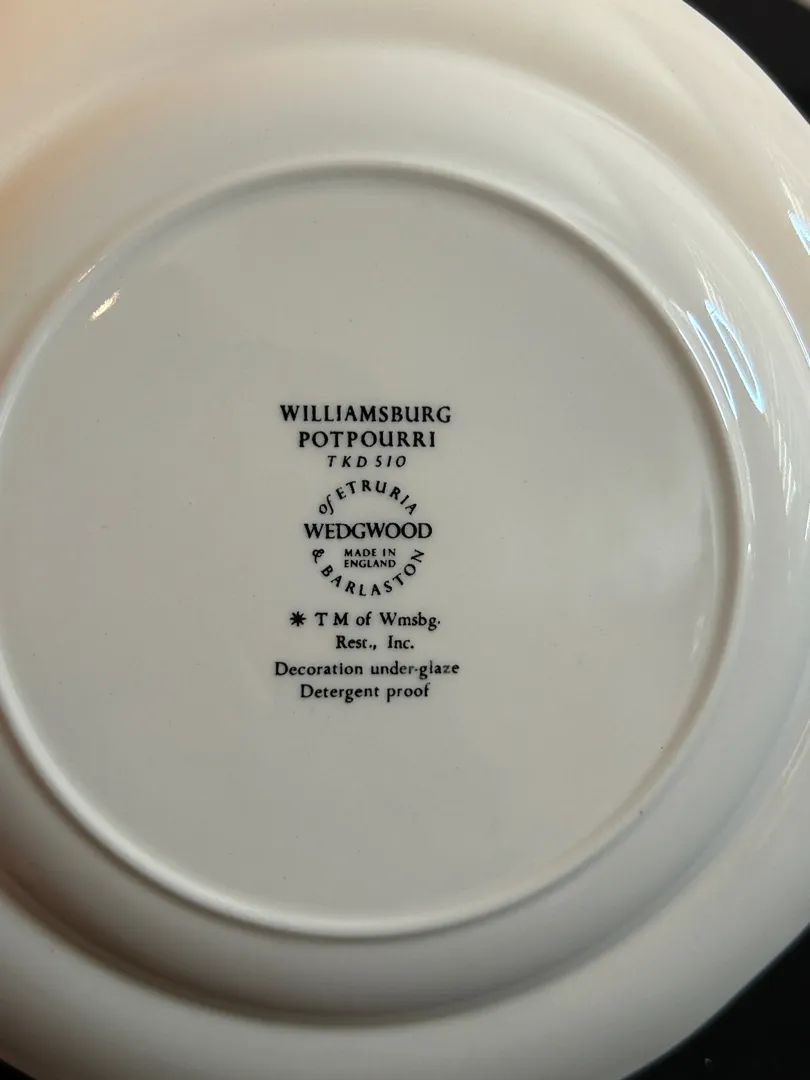 WILLIAMSBURG
POTPOURRI
TKD 510
of ETRURIA
WEDGWOOD
MADE IN
ENGLAND
& BARLASTON
✷ T M of Wmsbg.
Rest., Inc.
Decoration under-glaze
Detergent proof